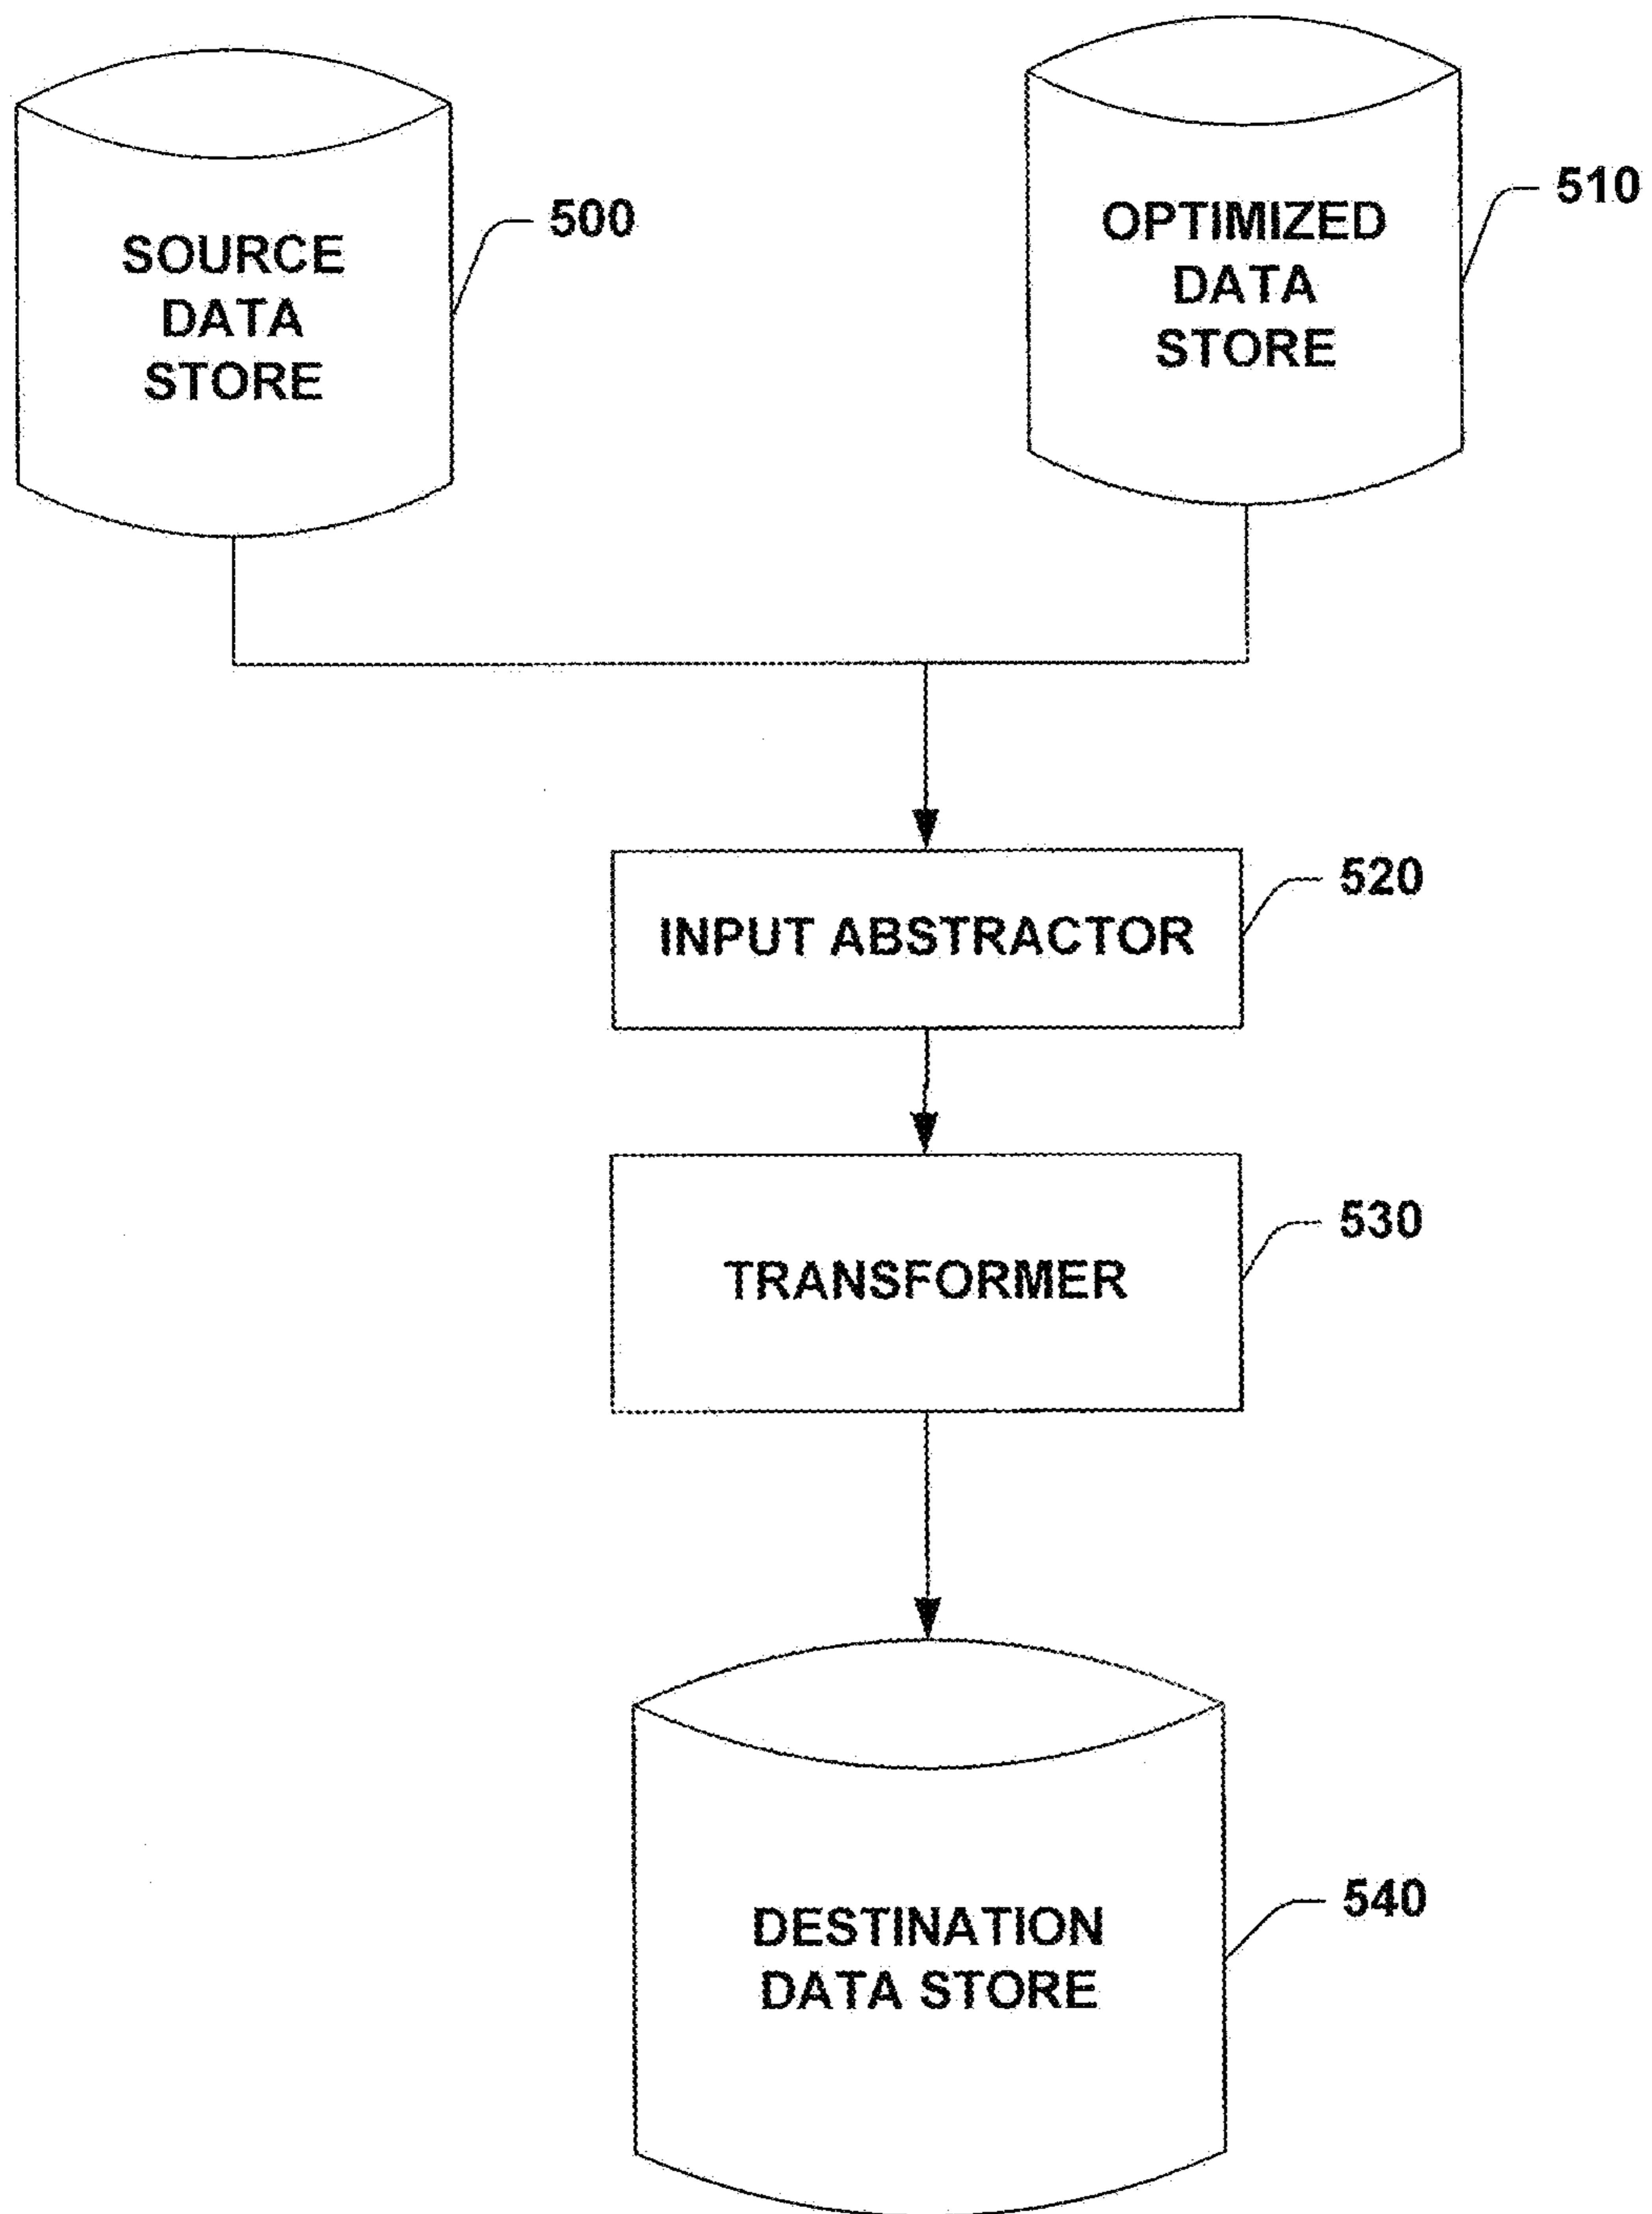 SOURCE
DATA
STORE
500
OPTIMIZED
DATA
STORE
510
INPUT ABSTRACTOR
520
TRANSFORMER
530
DESTINATION
DATA STORE
540